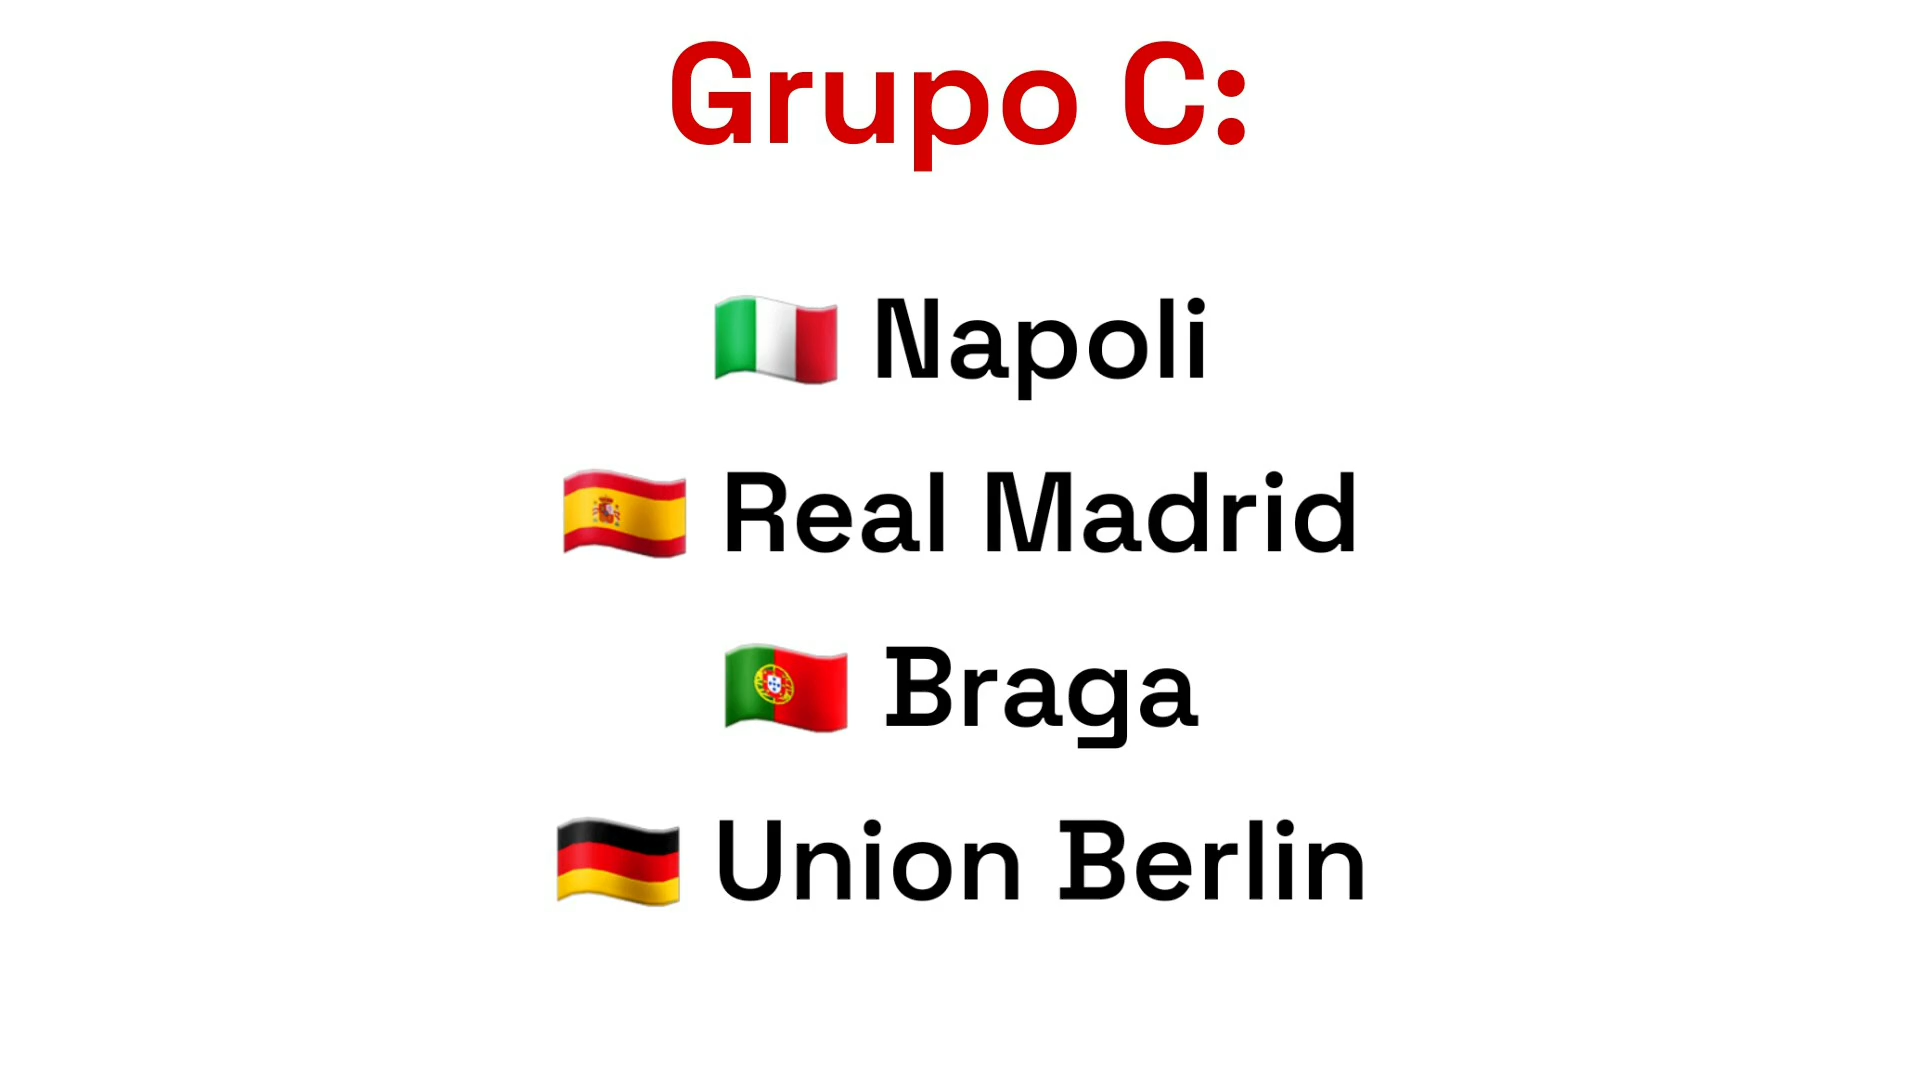 Grupo C:
🇮🇹 Napoli
🇪🇸 Real Madrid
🇵🇹 Braga
🇩🇪 Union Berlin